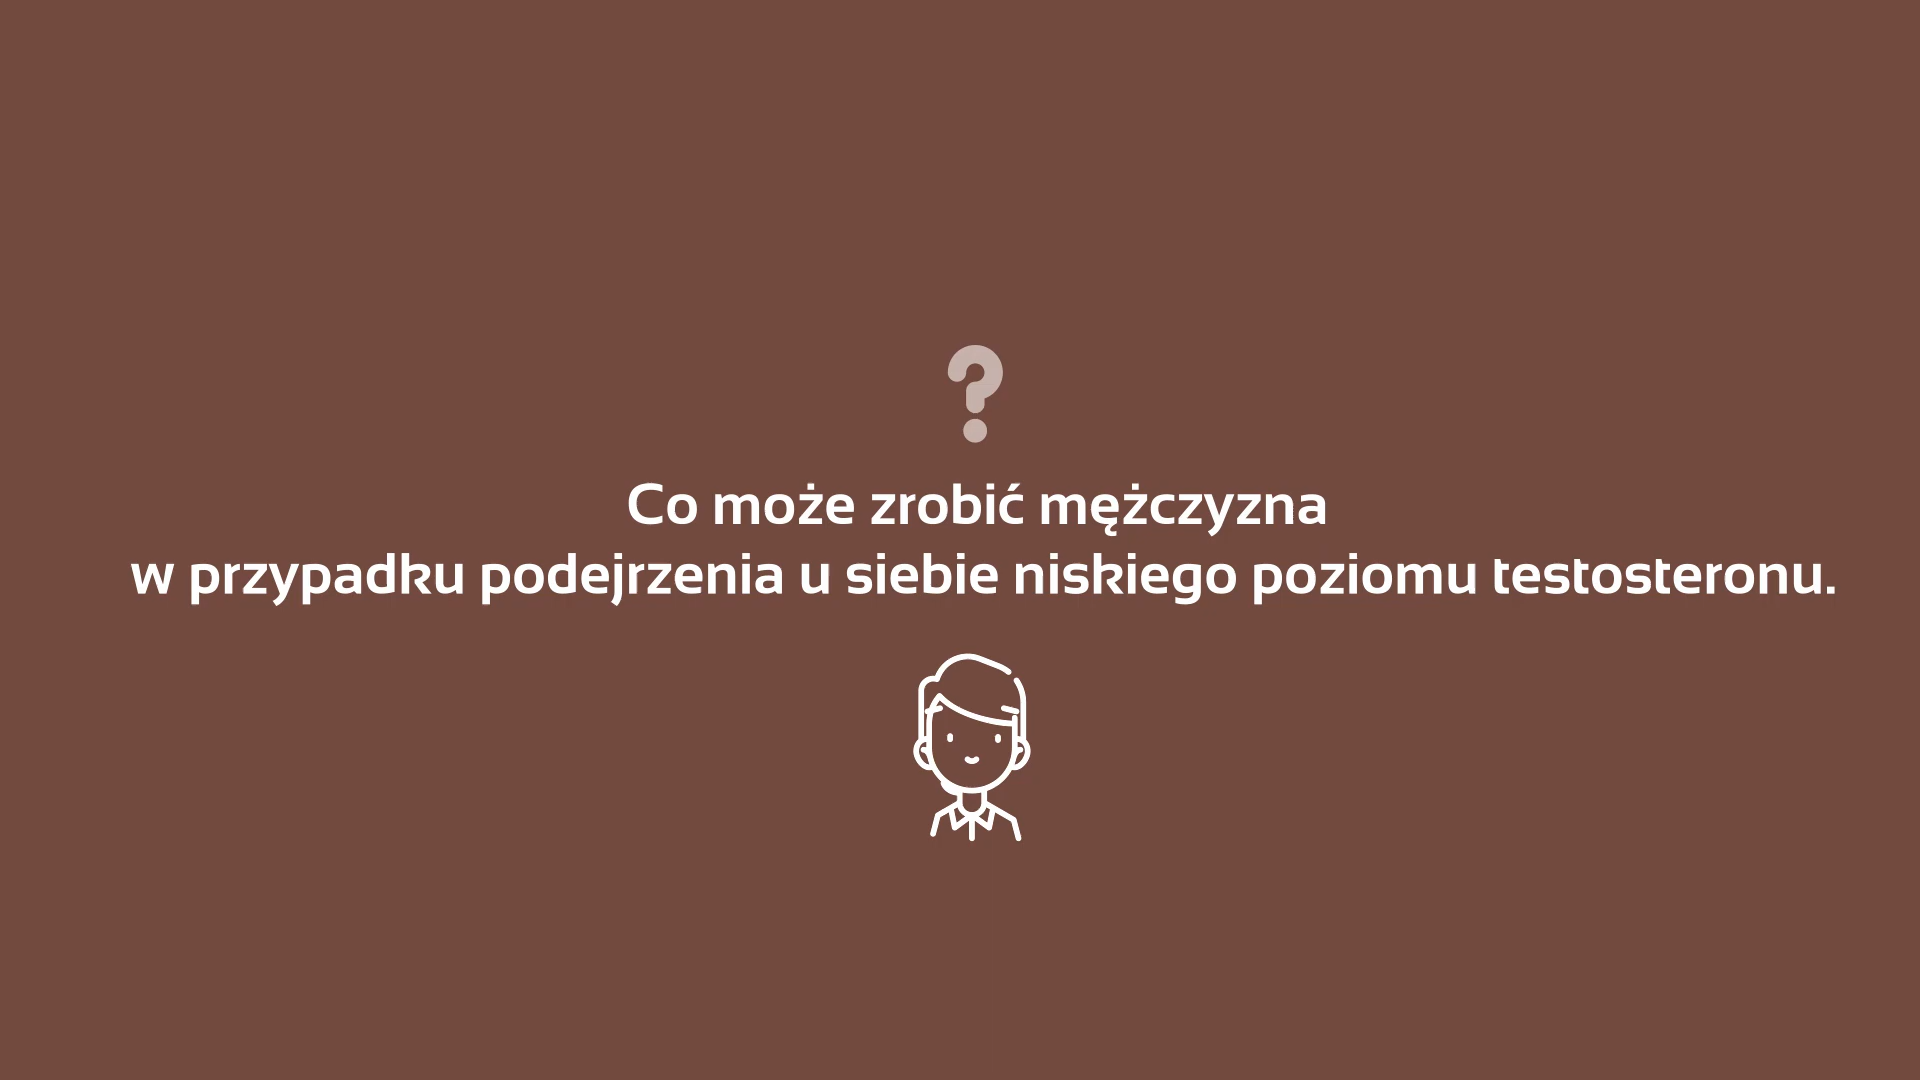 ?
Co może zrobić mężczyzna
w przypadku podejrzenia u siebie niskiego poziomu testosteronu.